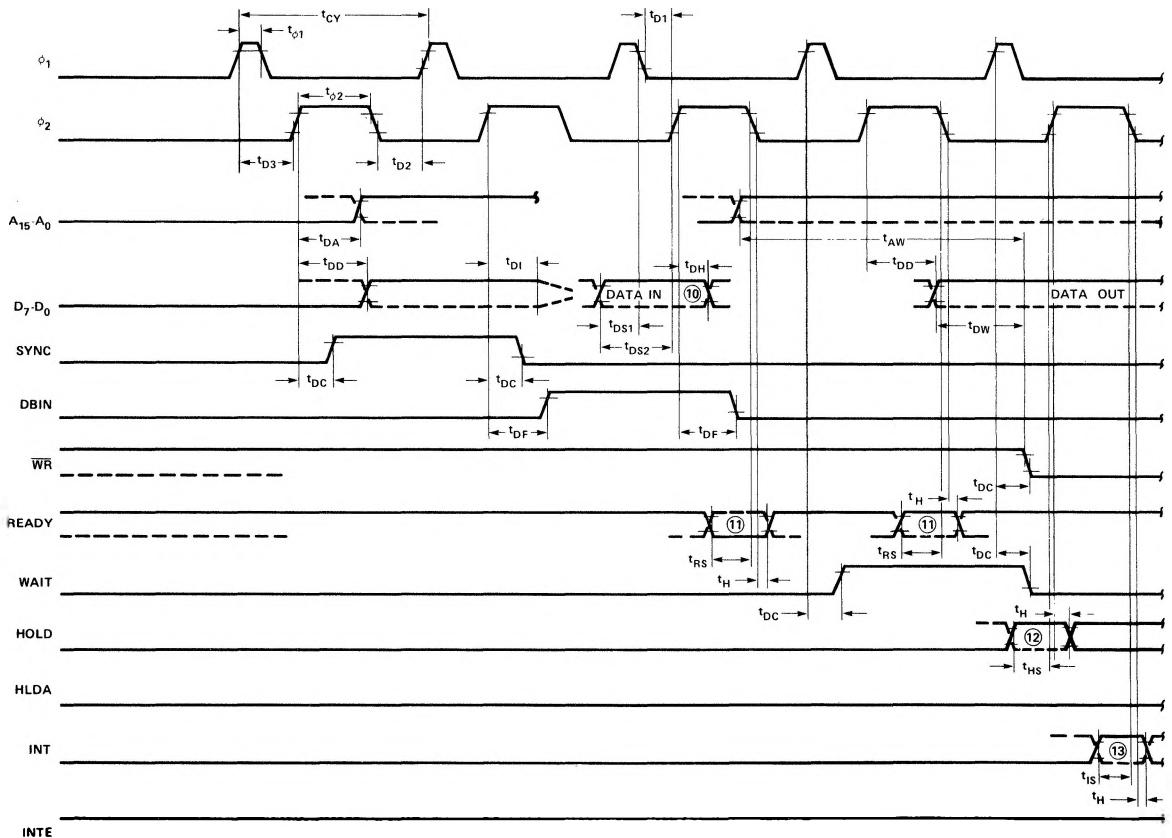 tCY
tD1
tϕ1
ϕ1
tϕ2
ϕ2
tD3
tD2
A15-A0
tDA
tAW
tDD
tDI
tDH
tDD
D7-D0
DATA IN
⑩
DATA OUT
tDS1
tDW
tDS2
SYNC
tDC
tDC
DBIN
tDF
tDF
WR
tDC
tH
READY
⑪
⑪
tRS
tRS
tDC
tH
WAIT
tDC
tH
HOLD
⑫
tHS
HLDA
INT
⑬
tIS
tH
INTE